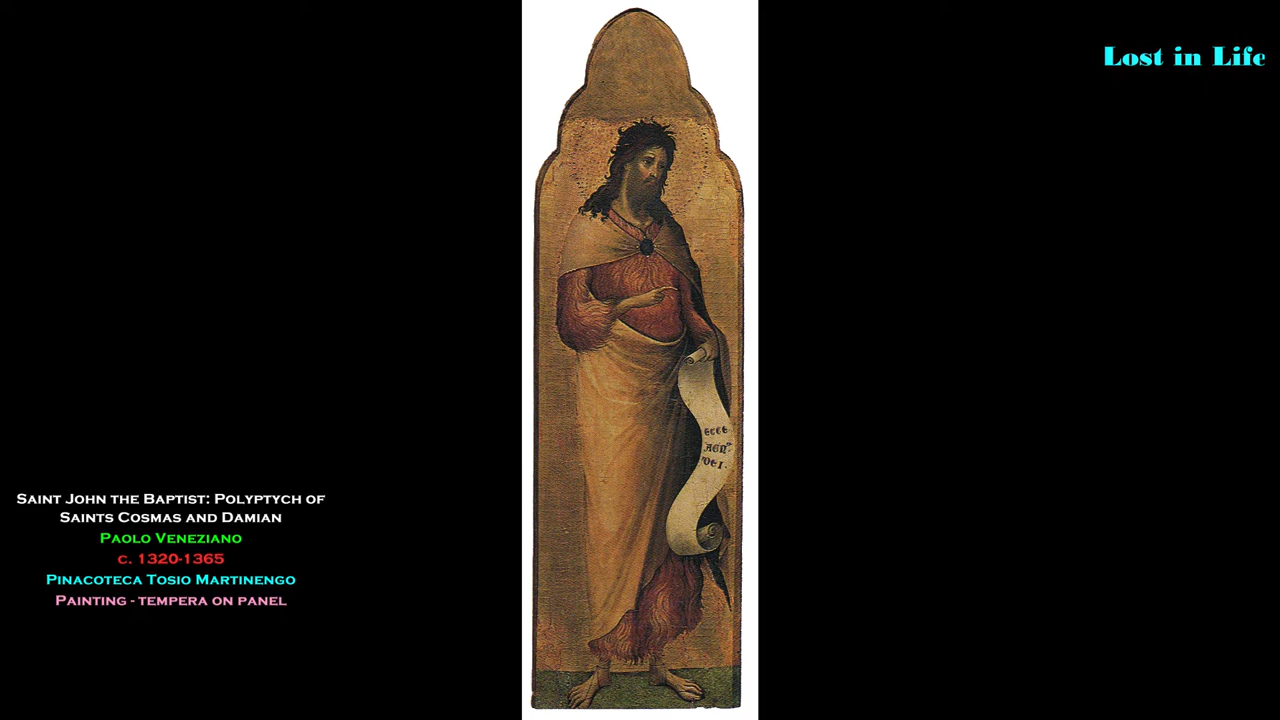 Lost in Life
ecce
AGN
DEI.
Saint John the Baptist: Polyptych of
Saints Cosmas and Damian
Paolo Veneziano
c. 1320-1365
Pinacoteca Tosio Martinengo
Painting - tempera on panel